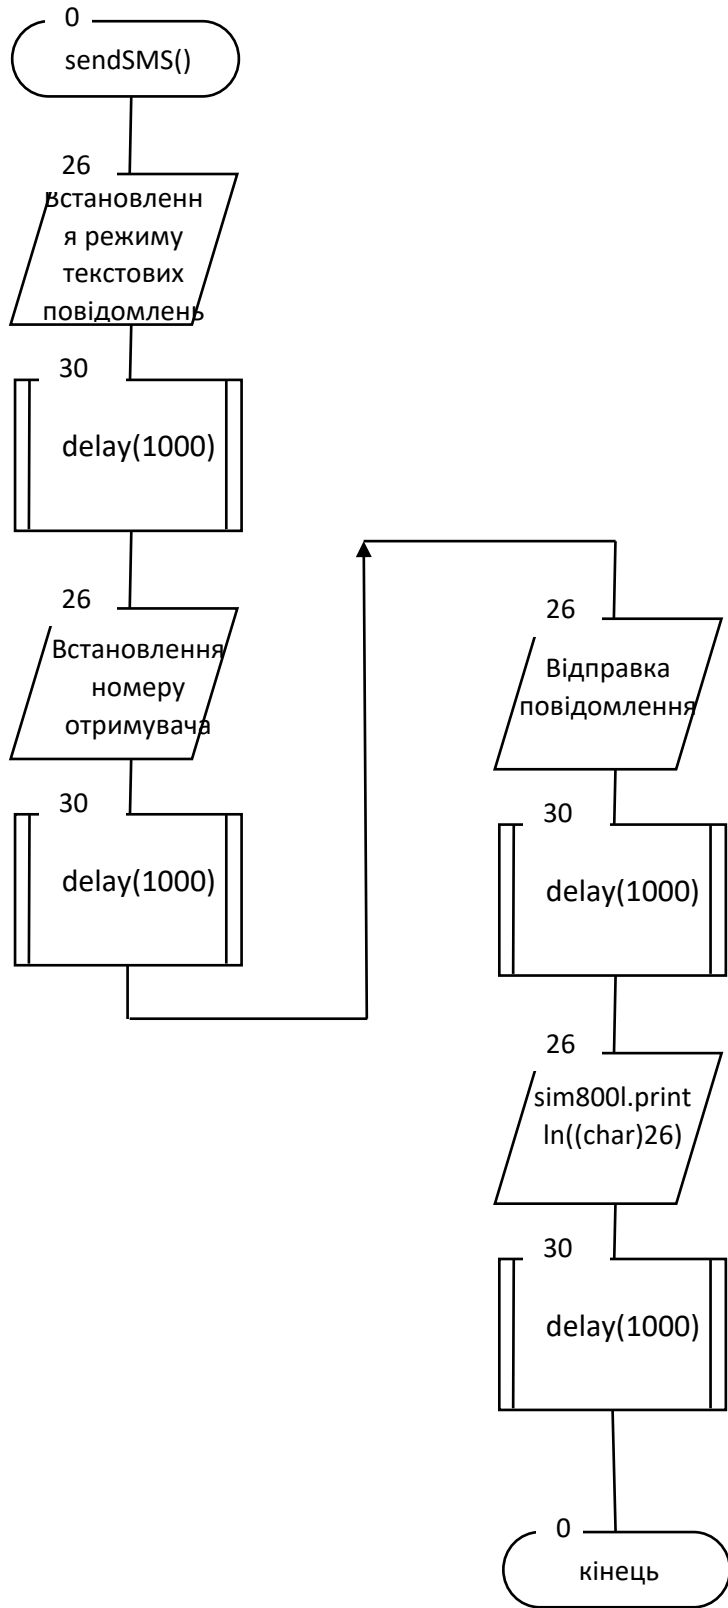 0
sendSMS()
26
Встановленн
я режиму
текстових
повідомлень
30
delay(1000)
26
Встановлення
номеру
отримувача
30
delay(1000)
26
Відправка
повідомлення
30
delay(1000)
26
sim800l.print
ln((char)26)
30
delay(1000)
0
кінець